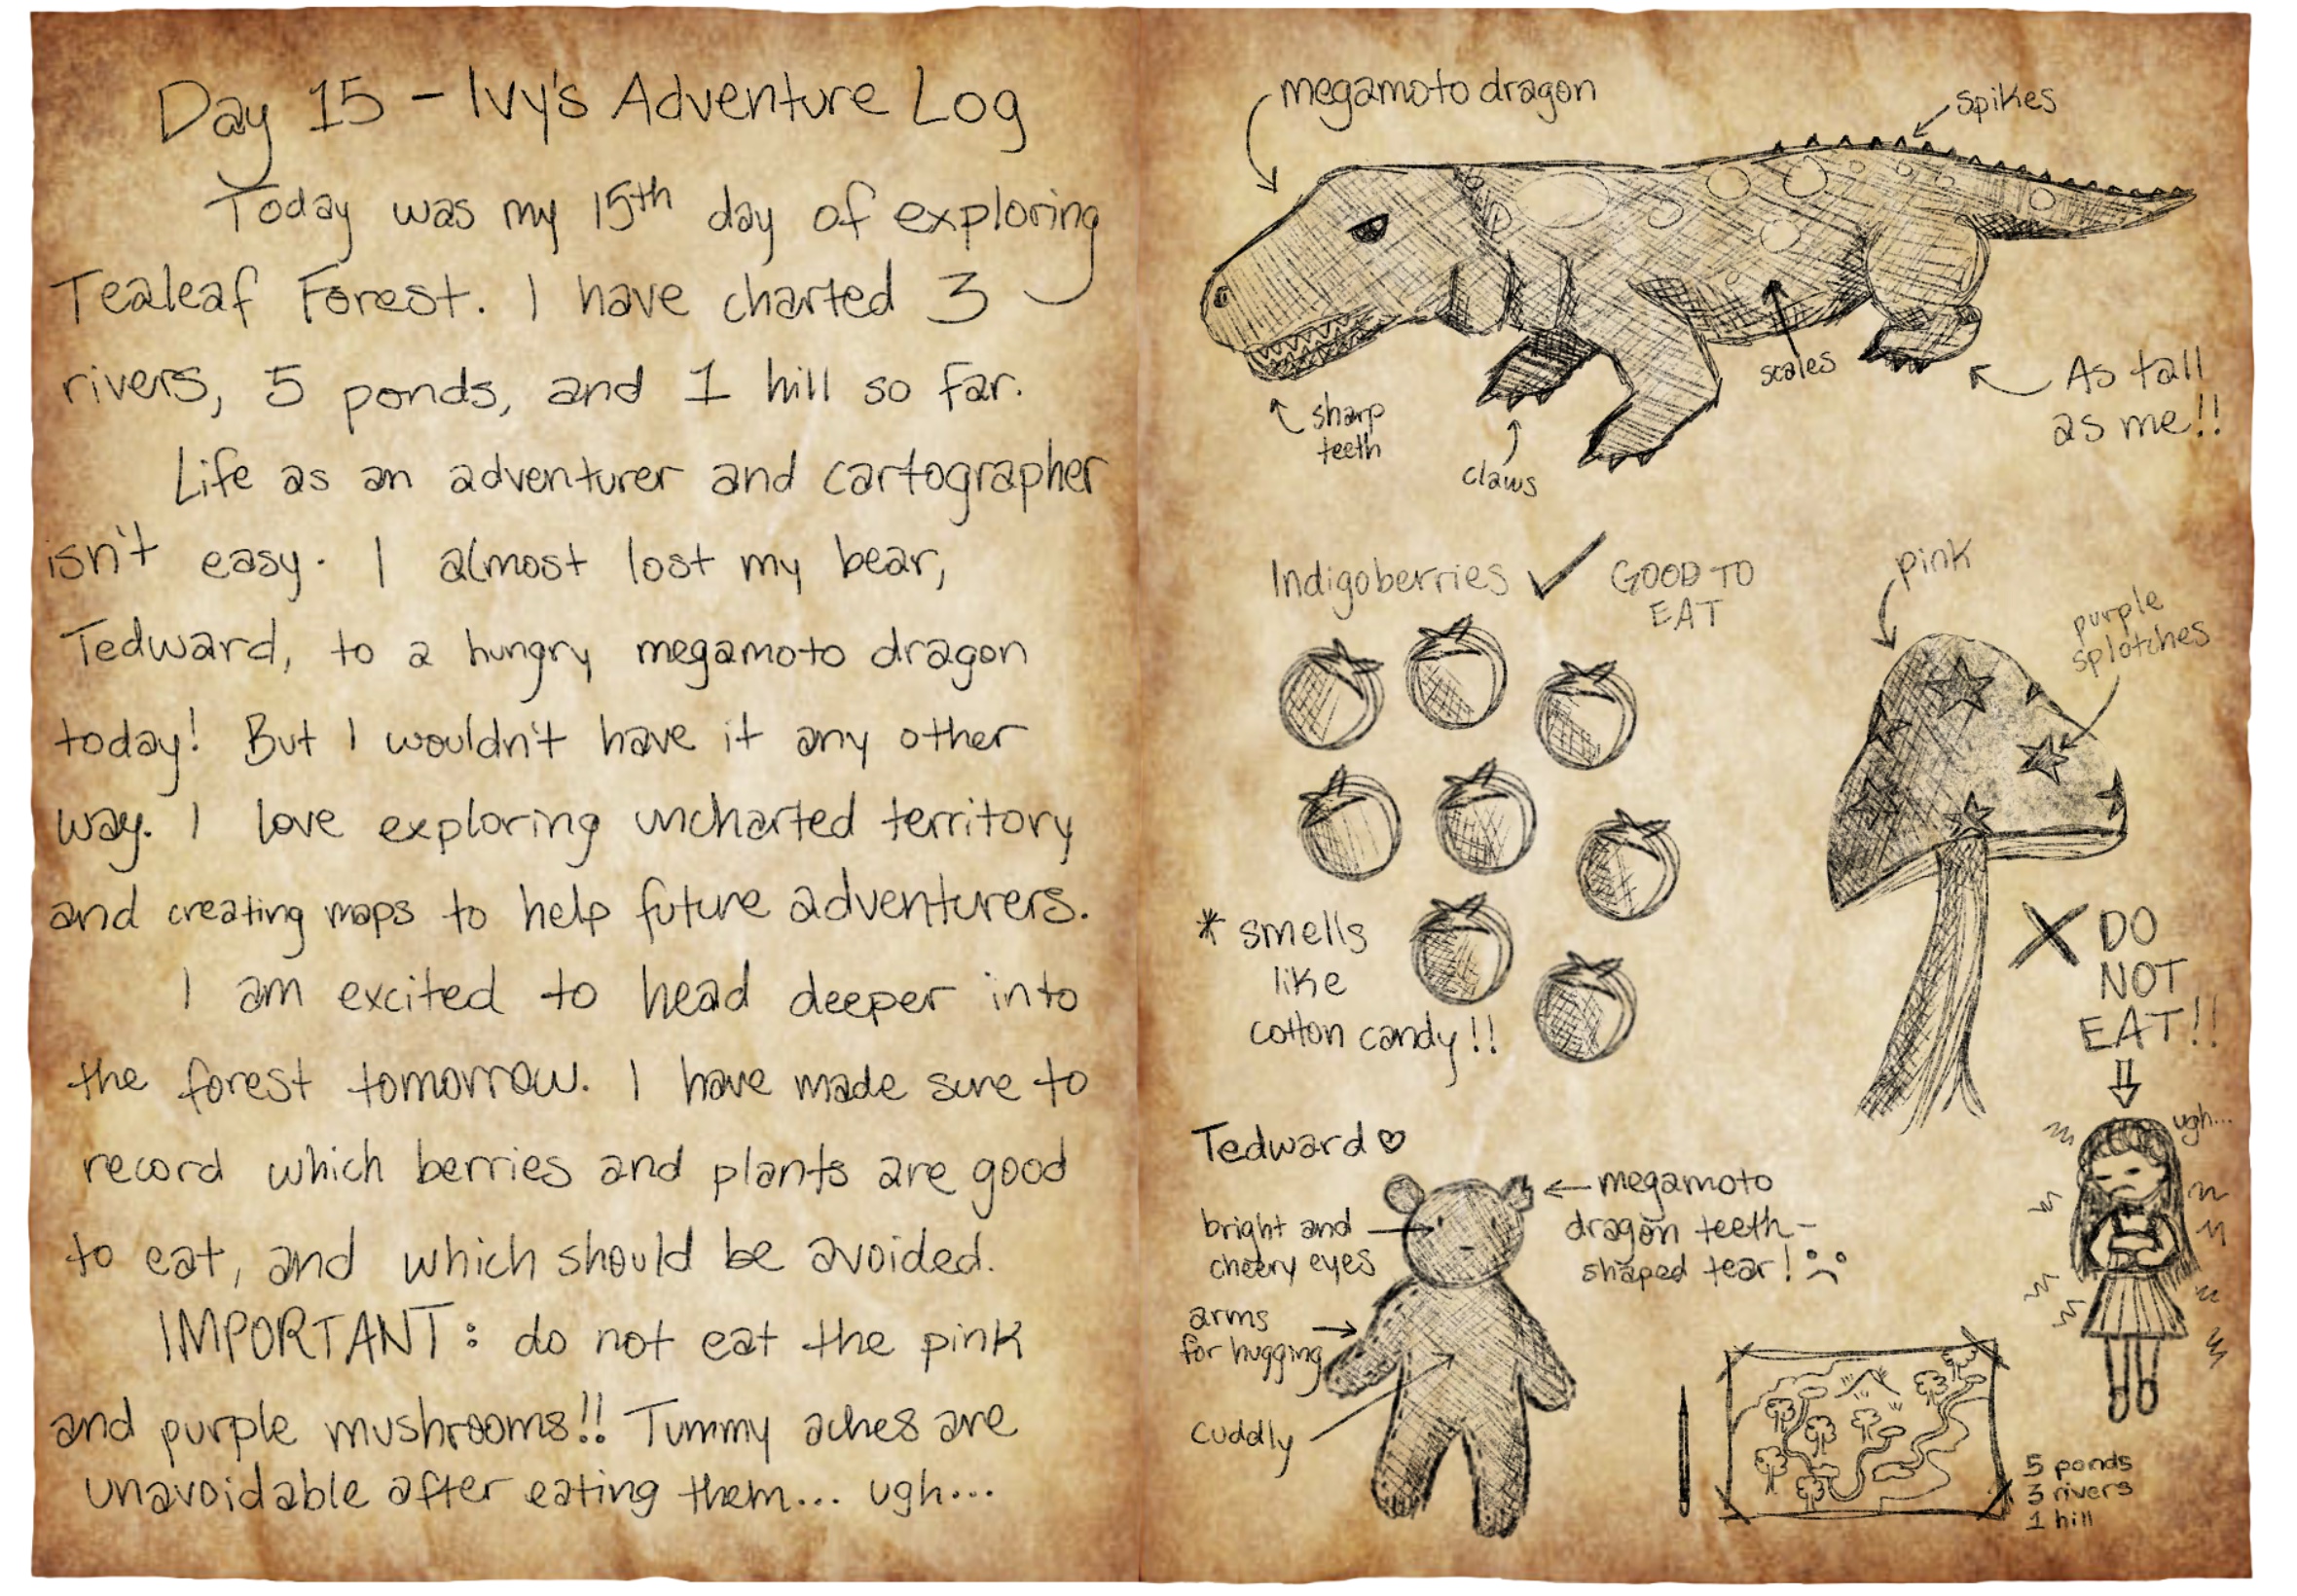 Day 15 - Ivy's Adventure Log
Today was my 15th day of exploring
Tealeaf Forest. I have charted 3
rivers, 5 ponds, and 1 hill so far.
Life as an adventurer and cartographer
isn't easy. I almost lost my bear,
Tedward, to a hungry megamoto dragon
today! But I wouldn't have it any other
way. I love exploring uncharted territory
and creating maps to help future adventurers.
I am excited to head deeper into
the forest tomorrow. I have made sure to
record which berries and plants are good
to eat, and which should be avoided.
IMPORTANT: do not eat the pink
and purple mushrooms!! Tummy aches are
unavoidable after eating them... ugh...
megamoto dragon
spikes
scales
As tall
as me!!
sharp
teeth
claws
Indigoberries ✓ GOOD TO
EAT
* smells
like
cotton candy!!
pink
purple
splotches
X DO
NOT
EAT!!
⇓
ugh...
Tedward ♡
bright and
cheery eyes
megamoto
dragon teeth-
shaped tear! :(
arms
for hugging
cuddly
5 ponds
3 rivers
1 hill